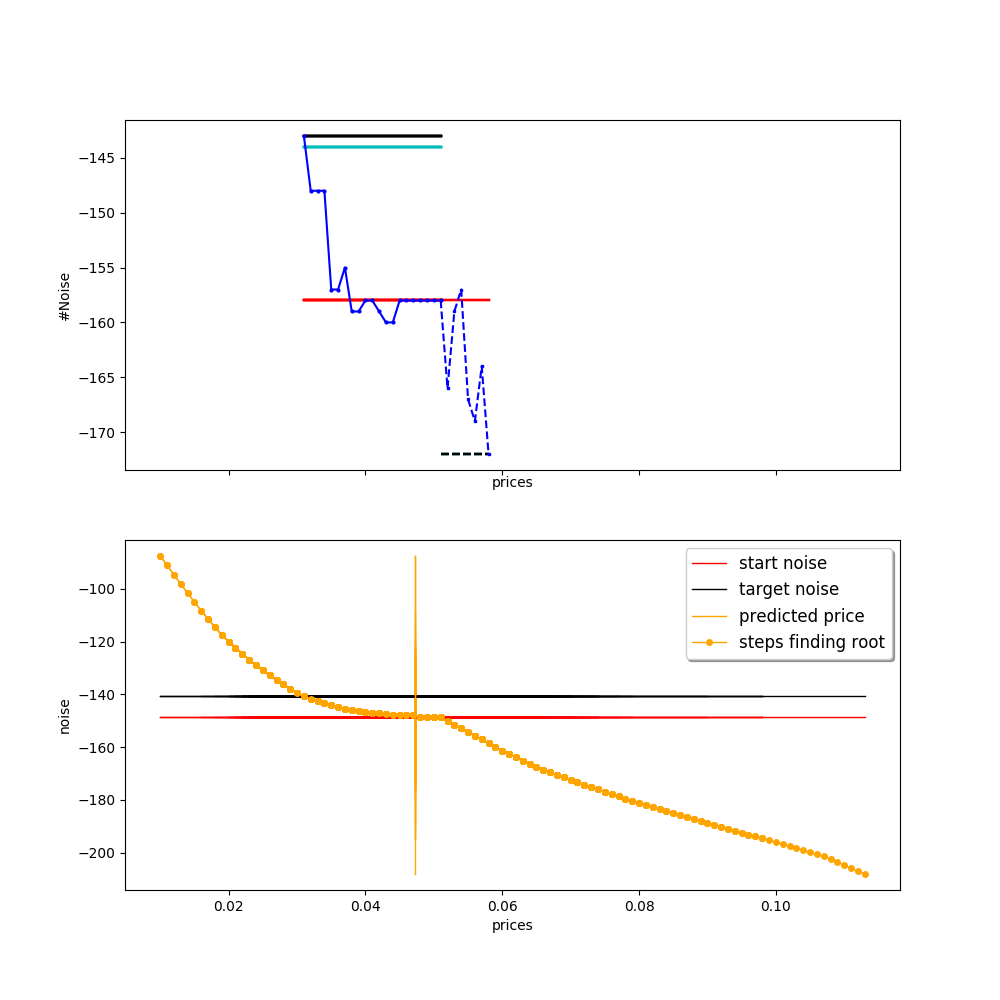 −145
−150
−155
−160
−165
−170
#Noise
prices
−100
−120
−140
−160
−180
−200
noise
start noise
target noise
predicted price
steps finding root
0.02 0.04 0.06 0.08 0.10
prices